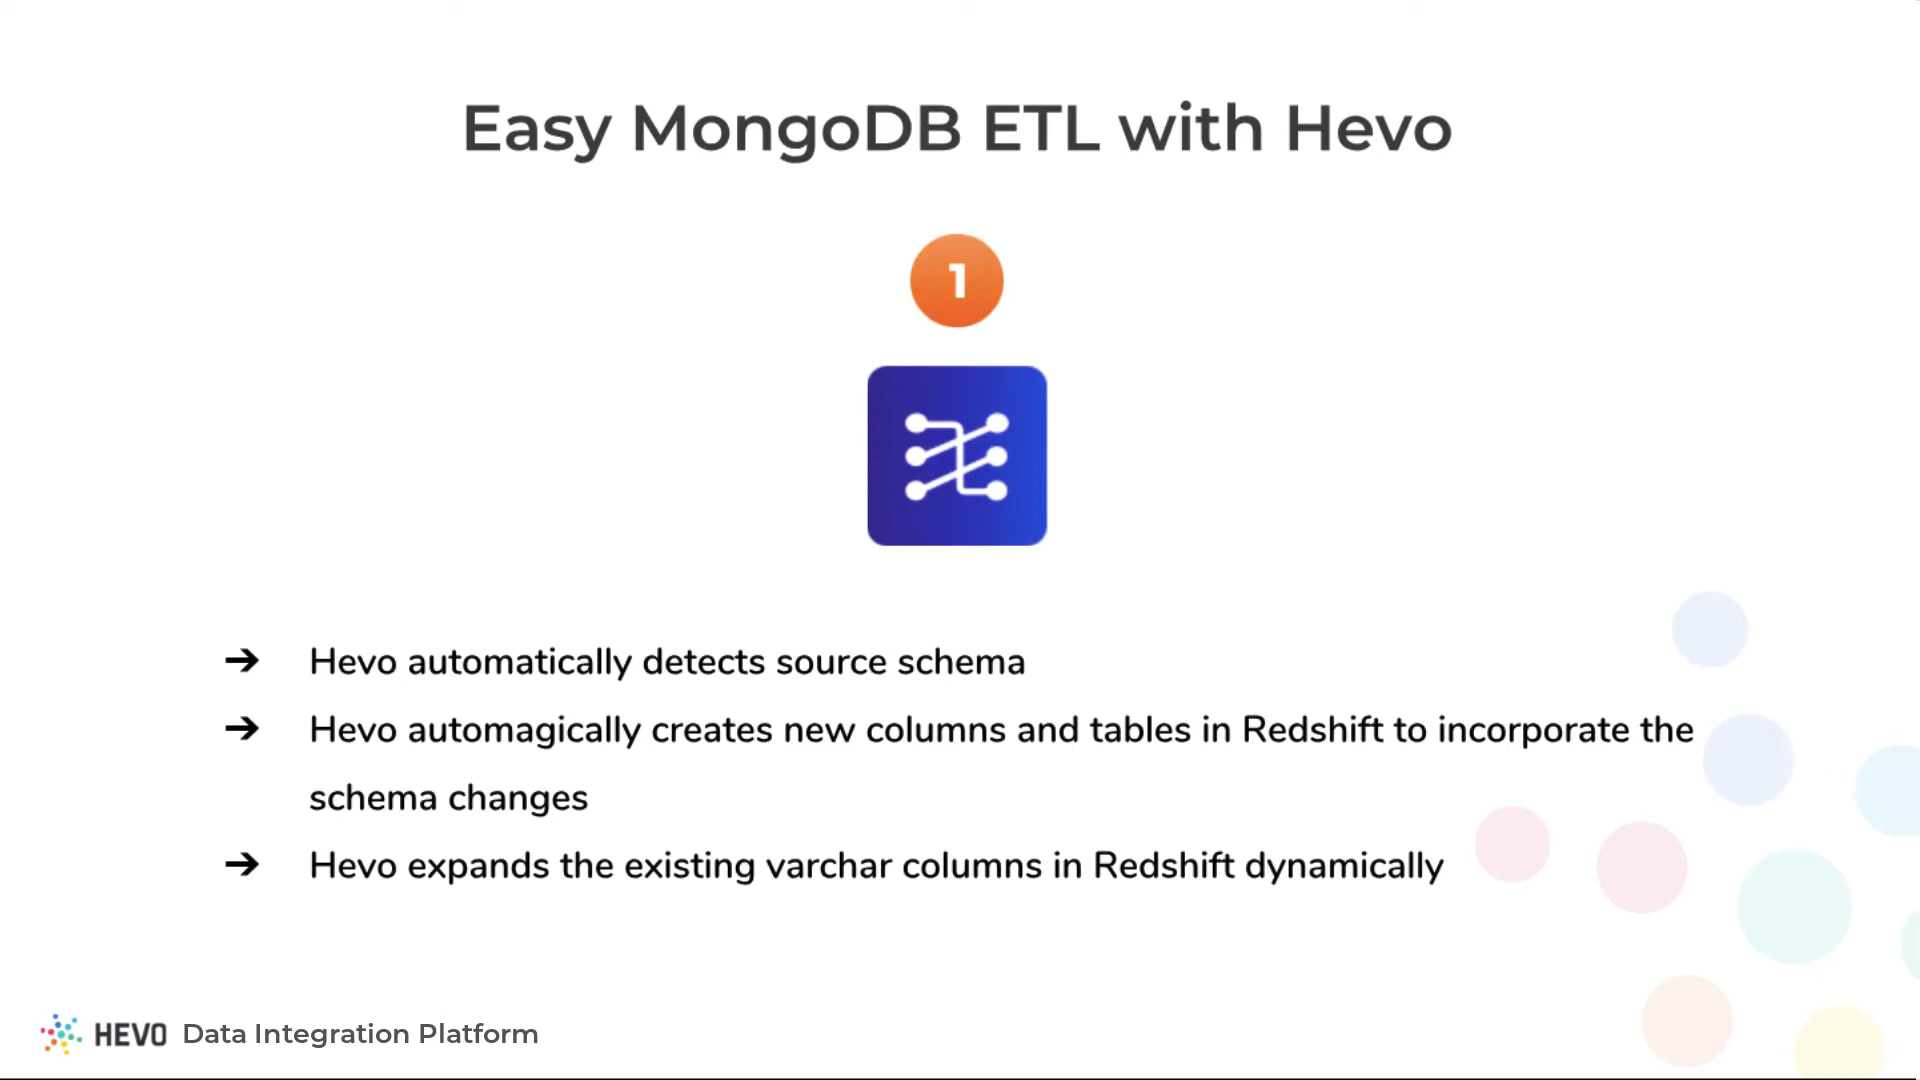 Easy MongoDB ETL with Hevo
1
➔ Hevo automatically detects source schema
➔ Hevo automagically creates new columns and tables in Redshift to incorporate the
schema changes
➔ Hevo expands the existing varchar columns in Redshift dynamically
HEVO Data Integration Platform